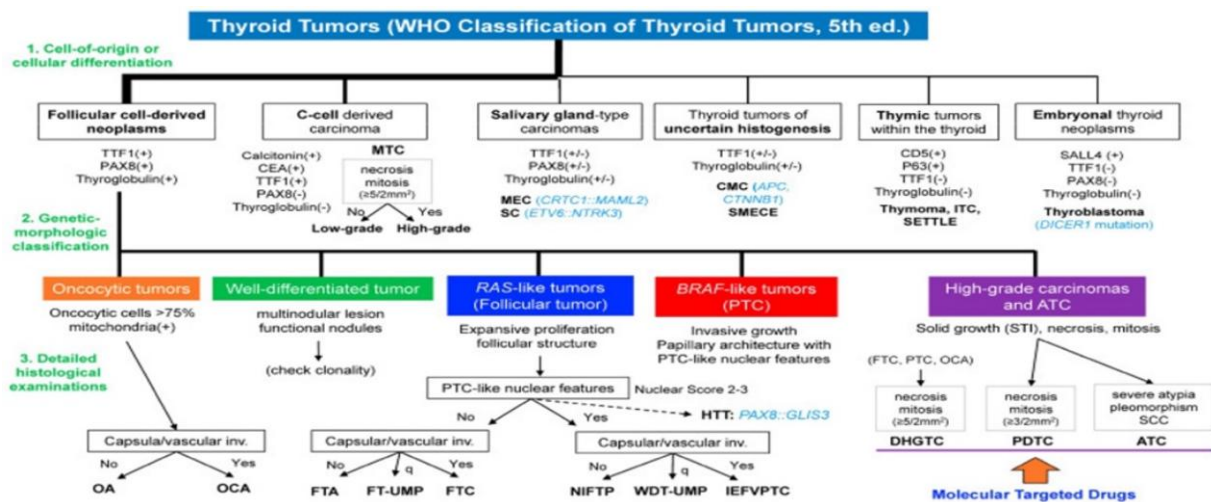 Thyroid Tumors (WHO Classification of Thyroid Tumors, 5th ed.)
1. Cell-of-origin or
cellular differentiation
Follicular cell-derived
neoplasms
TTF1(+)
PAX8(+)
Thyroglobulin(+)
C-cell derived
carcinoma
Calcitonin(+)
CEA(+)
TTF1(+)
PAX8(-)
Thyroglobulin(-)
MTC
necrosis
mitosis
(≥5/2mm²)
No
Yes
Low-grade
High-grade
Salivary gland-type
carcinomas
TTF1(+/-)
PAX8(+/-)
Thyroglobulin(+/-)
MEC (CRTC1::MAML2)
SC (ETV6::NTRK3)
Thyroid tumors of
uncertain histogenesis
TTF1(+/-)
Thyroglobulin(+/-)
CMC (APC,
CTNNB1)
SMECE
Thymic tumors
within the thyroid
CD5(+)
P63(+)
TTF1(-)
Thyroglobulin(-)
Thymoma, ITC,
SETTLE
Embryonal thyroid
neoplasms
SALL4 (+)
TTF1(-)
PAX8(-)
Thyroglobulin(-)
Thyroblastoma
(DICER1 mutation)
2. Genetic-
morphologic
classification
Oncocytic tumors
Oncocytic cells >75%
mitochondria(+)
Well-differentiated tumor
multinodular lesion
functional nodules
(check clonality)
RAS-like tumors
(Follicular tumor)
Expansive proliferation
follicular structure
BRAF-like tumors
(PTC)
Invasive growth
Papillary architecture with
PTC-like nuclear features
High-grade carcinomas
and ATC
Solid growth (STI), necrosis, mitosis
3. Detailed
histological
examinations
PTC-like nuclear features
Nuclear Score 2-3
No
Yes
HTT: PAX8::GLIS3
(FTC, PTC, OCA)
necrosis
mitosis
(≥5/2mm²)
DHGTC
necrosis
mitosis
(≥3/2mm²)
PDTC
severe atypia
pleomorphism
SCC
ATC
Capsula/vascular inv.
No
Yes
OA
OCA
Capsular/vascular inv.
No
q
Yes
FTA
FT-UMP
FTC
Capsular/vascular inv.
No
q
Yes
NIFTP
WDT-UMP
IEFVPTC
Molecular Targeted Drugs